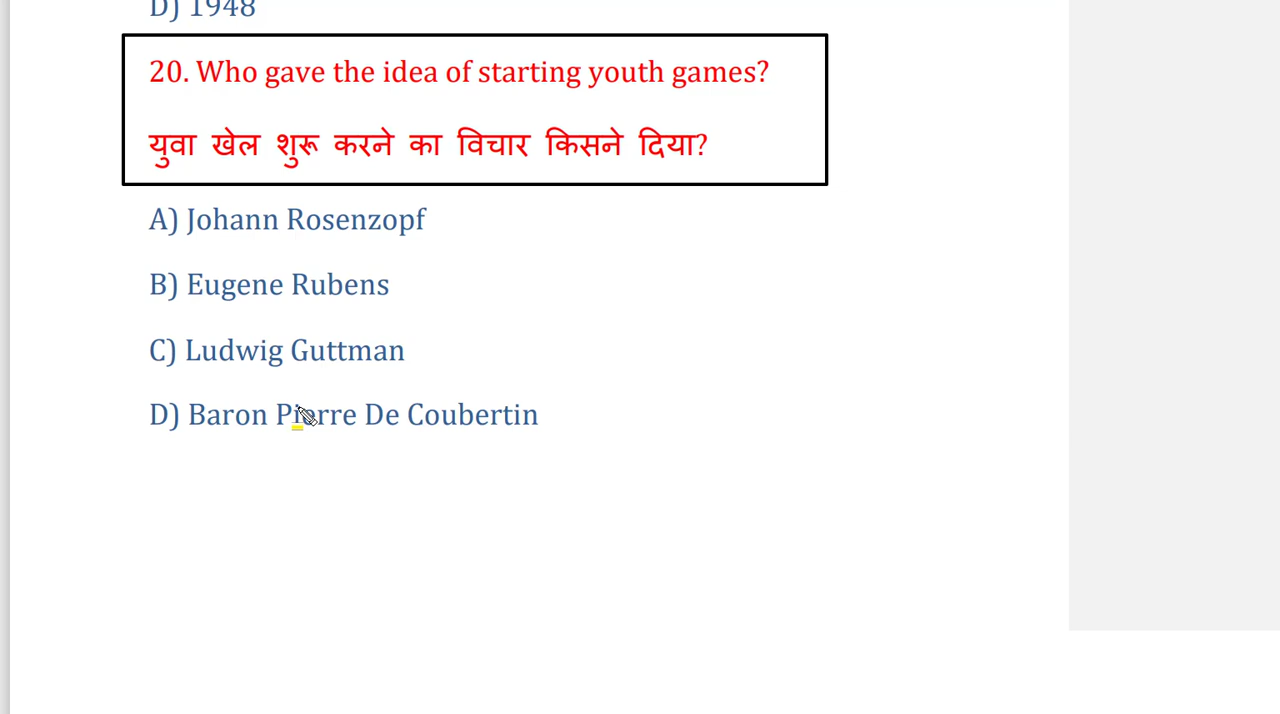 D) 1948
20. Who gave the idea of starting youth games?
युवा खेल शुरू करने का विचार किसने दिया?
A) Johann Rosenzopf
B) Eugene Rubens
C) Ludwig Guttman
D) Baron Pierre De Coubertin